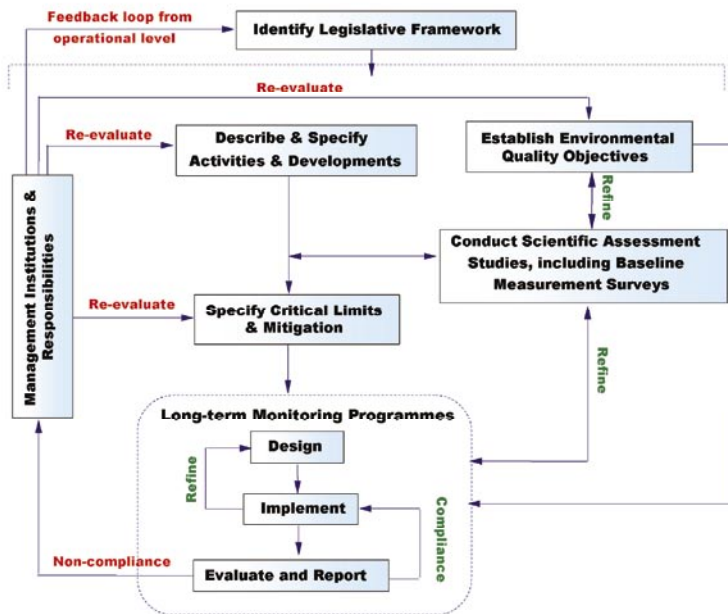 Feedback loop from
operational level
Identify Legislative Framework
Re-evaluate
Re-evaluate
Describe & Specify
Activities & Developments
Establish Environmental
Quality Objectives
Refine
Management Institutions &
Responsibilities
Conduct Scientific Assessment
Studies, including Baseline
Measurement Surveys
Re-evaluate
Specify Critical Limits
& Mitigation
Refine
Long-term Monitoring Programmes
Design
Refine
Implement
Compliance
Non-compliance
Evaluate and Report